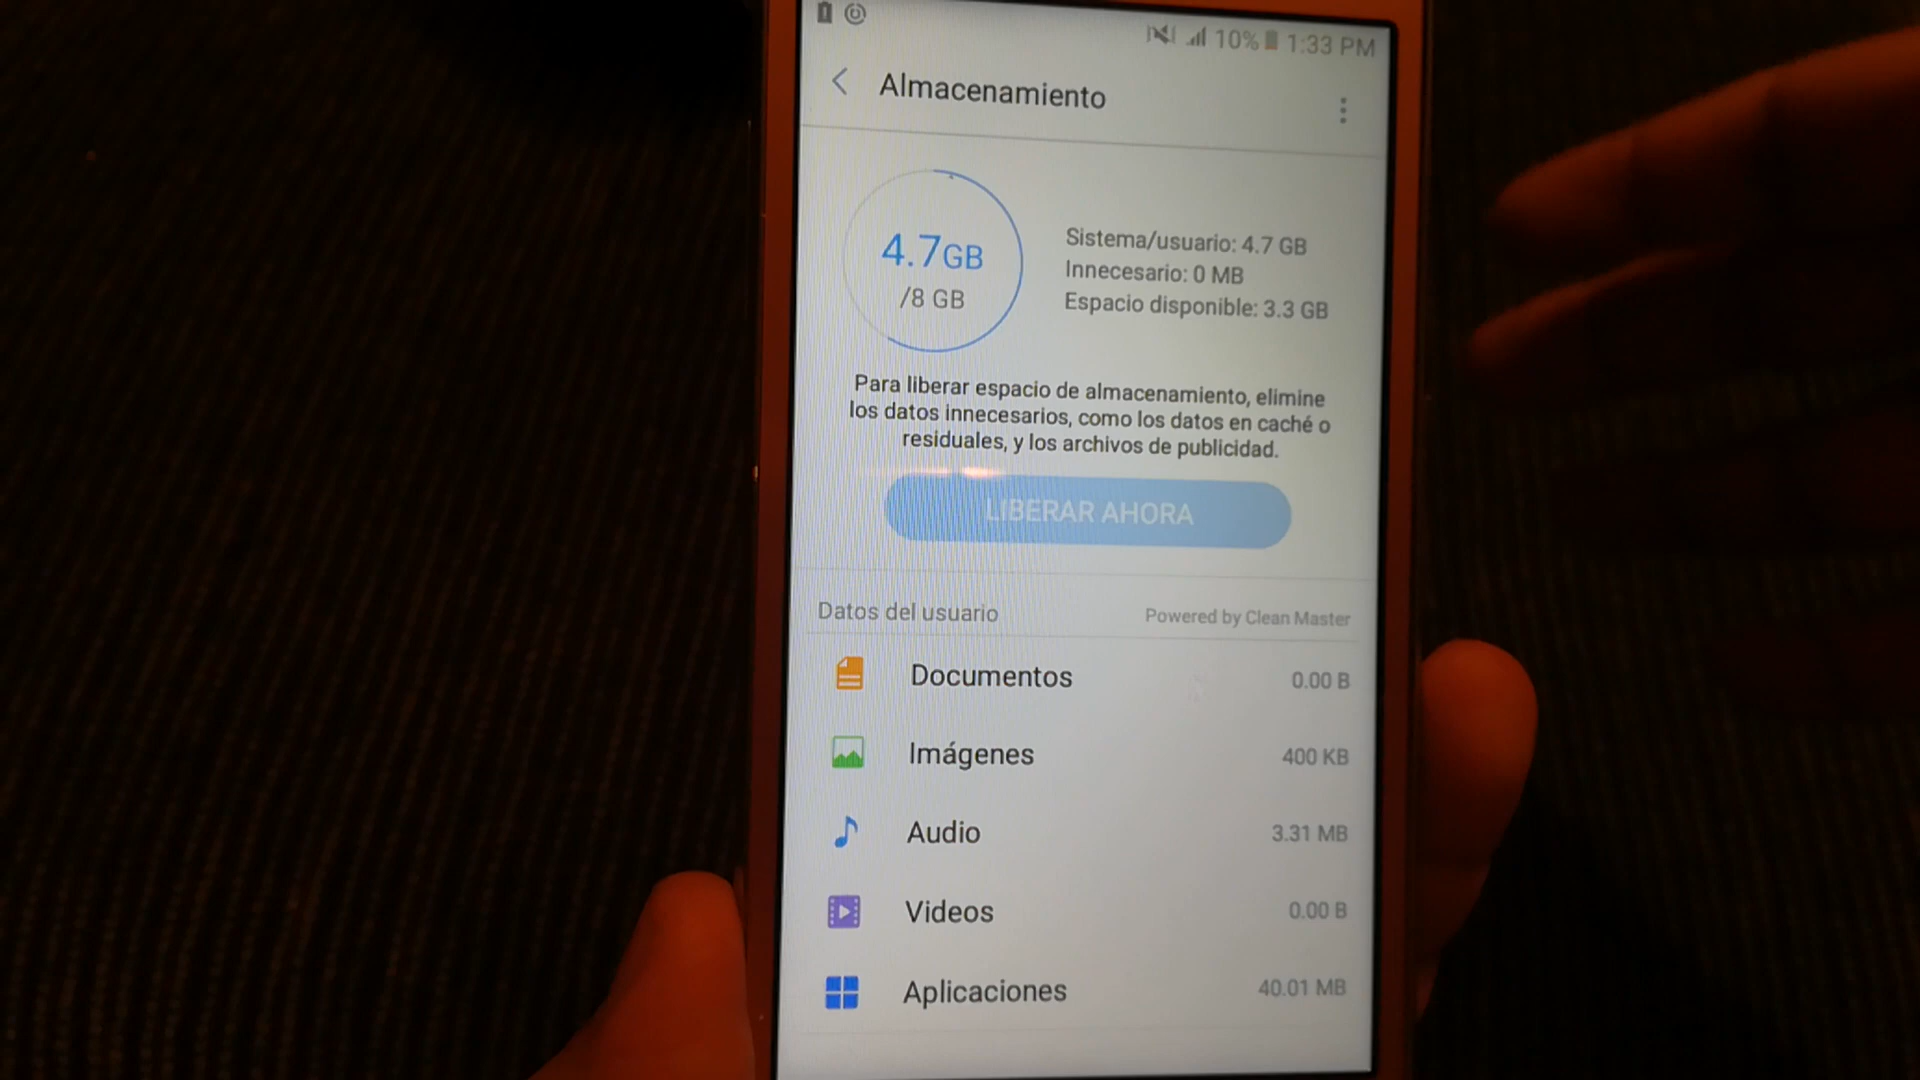 10% 1:33 PM
Almacenamiento
4.7GB
/8 GB
Sistema/usuario: 4.7 GB
Innecesario: 0 MB
Espacio disponible: 3.3 GB
Para liberar espacio de almacenamiento, elimine
los datos innecesarios, como los datos en caché o
residuales, y los archivos de publicidad.
LIBERAR AHORA
Datos del usuario Powered by Clean Master
Documentos 0.00 B
Imágenes 400 KB
Audio 3.31 MB
Videos 0.00 B
Aplicaciones 40.01 MB